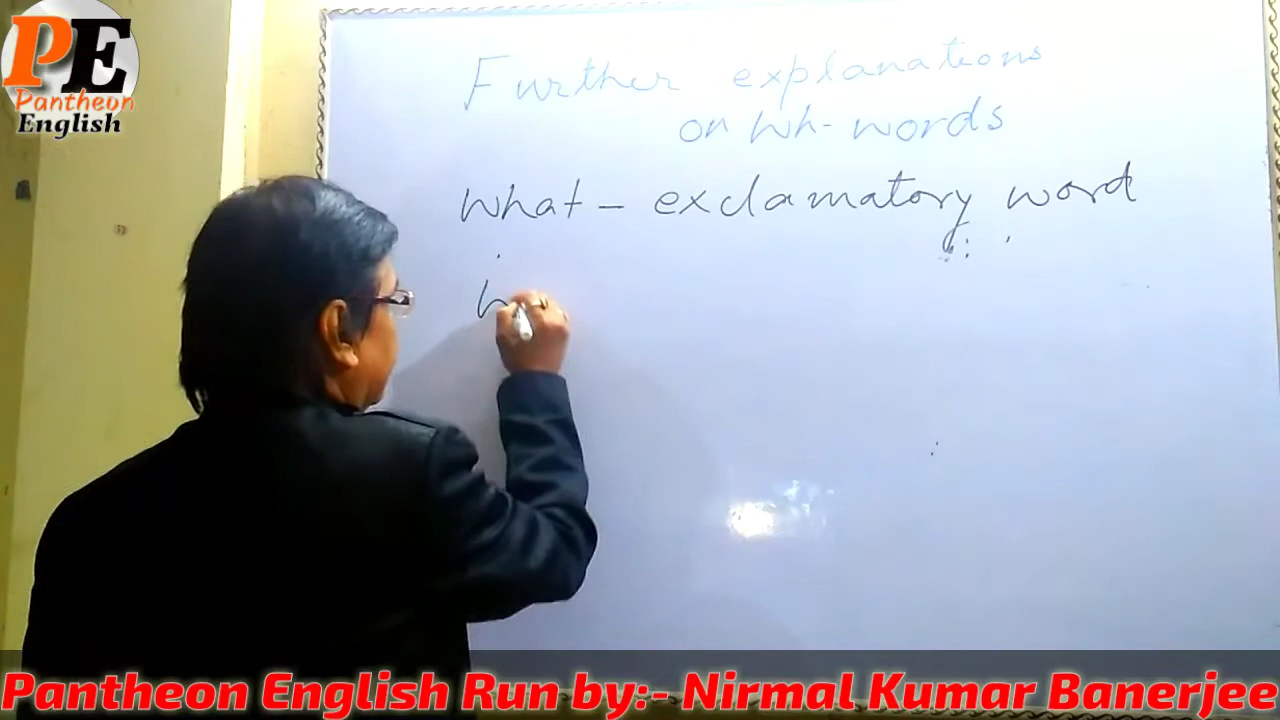 PE
Pantheon
English
Further explanations
on wh-words
what - exclamatory word
h
Pantheon English Run by:- Nirmal Kumar Banerjee